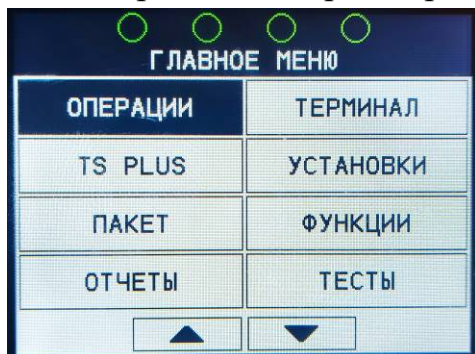 ГЛАВНОЕ МЕНЮ
ОПЕРАЦИИ ТЕРМИНАЛ
TS PLUS УСТАНОВКИ
ПАКЕТ ФУНКЦИИ
ОТЧЕТЫ ТЕСТЫ